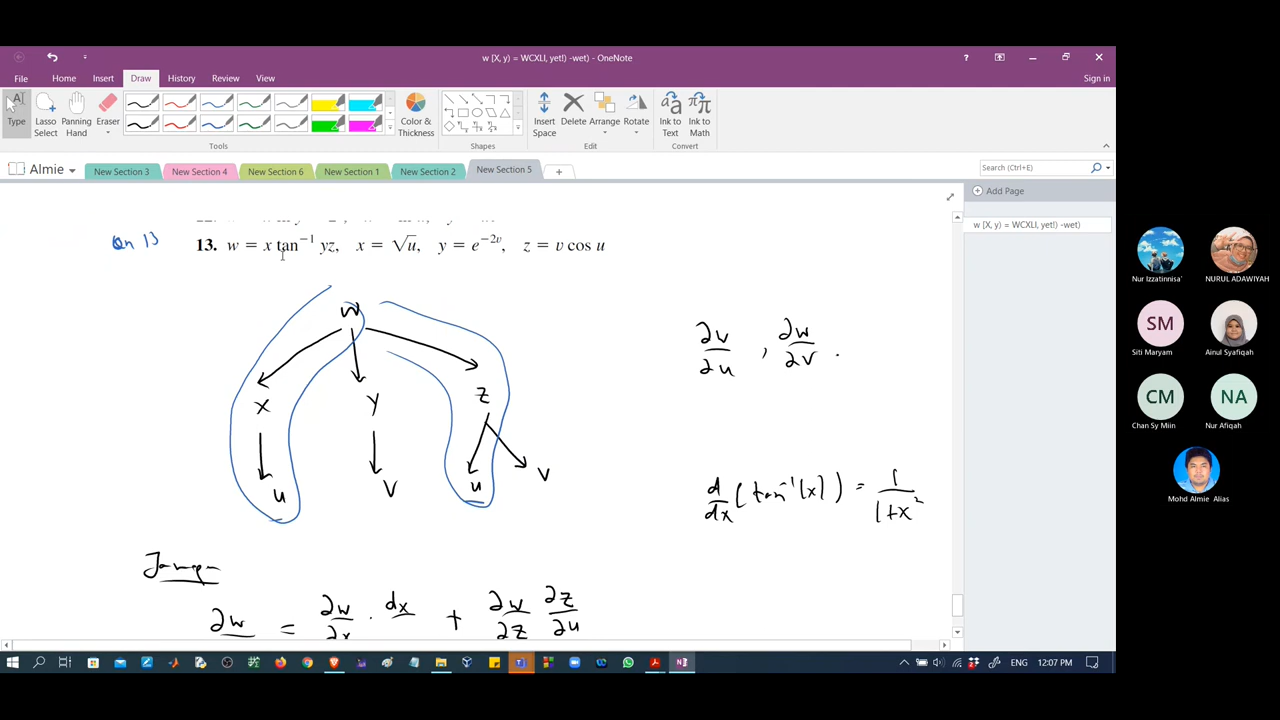 w [X, y) = WCXLI, yet!) -wet) - OneNote
File Home Insert Draw History Review View Sign in
Type
Lasso Select
Panning Hand
Eraser
Color & Thickness
Insert Space
Delete
Arrange
Rotate
Ink to Text
Ink to Math
Tools Shapes Edit Convert
Almie New Section 3 New Section 4 New Section 6 New Section 1 New Section 2 New Section 5
Search (Ctrl+E)
Add Page
w [X, y) = WCXLI, yet!) -yet)
Qn 13
13. w = x tan⁻¹ yz, x = √u, y = e^(−2v), z = v cos u
w
x y z
u v u v
∂v/∂u , ∂w/∂v .
d/dx (tan⁻¹(x)) = 1/(1+x²)
∂w = ∂w/∂x · dx + ∂w/∂z ∂z/∂u
Nur Izzatinnisa'
NURUL ADAWIYAH
SM
Siti Maryam
Ainul Syafiqah
CM
Chan Sy Miin
NA
Nur Afiqah
Mohd Almie Alias
ENG 12:07 PM